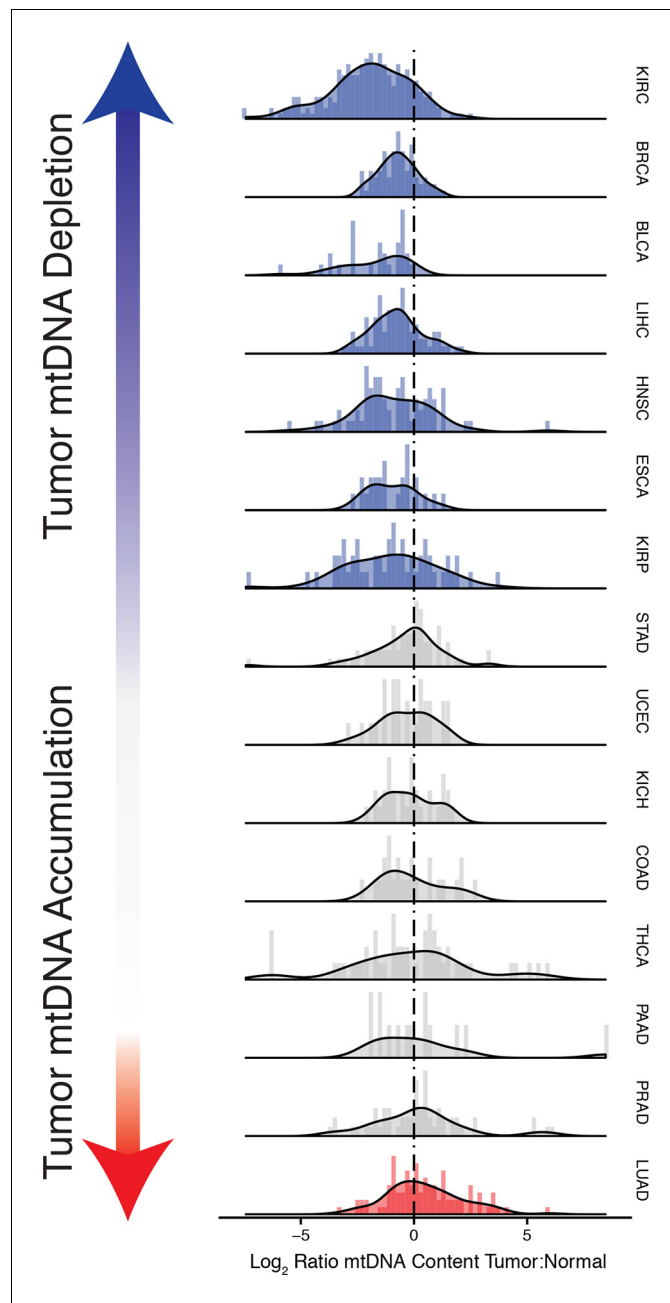 Tumor mtDNA Depletion
Tumor mtDNA Accumulation
KIRC
BRCA
BLCA
LIHC
HNSC
ESCA
KIRP
STAD
UCEC
KICH
COAD
THCA
PAAD
PRAD
LUAD
−5 0 5
Log2 Ratio mtDNA Content Tumor:Normal